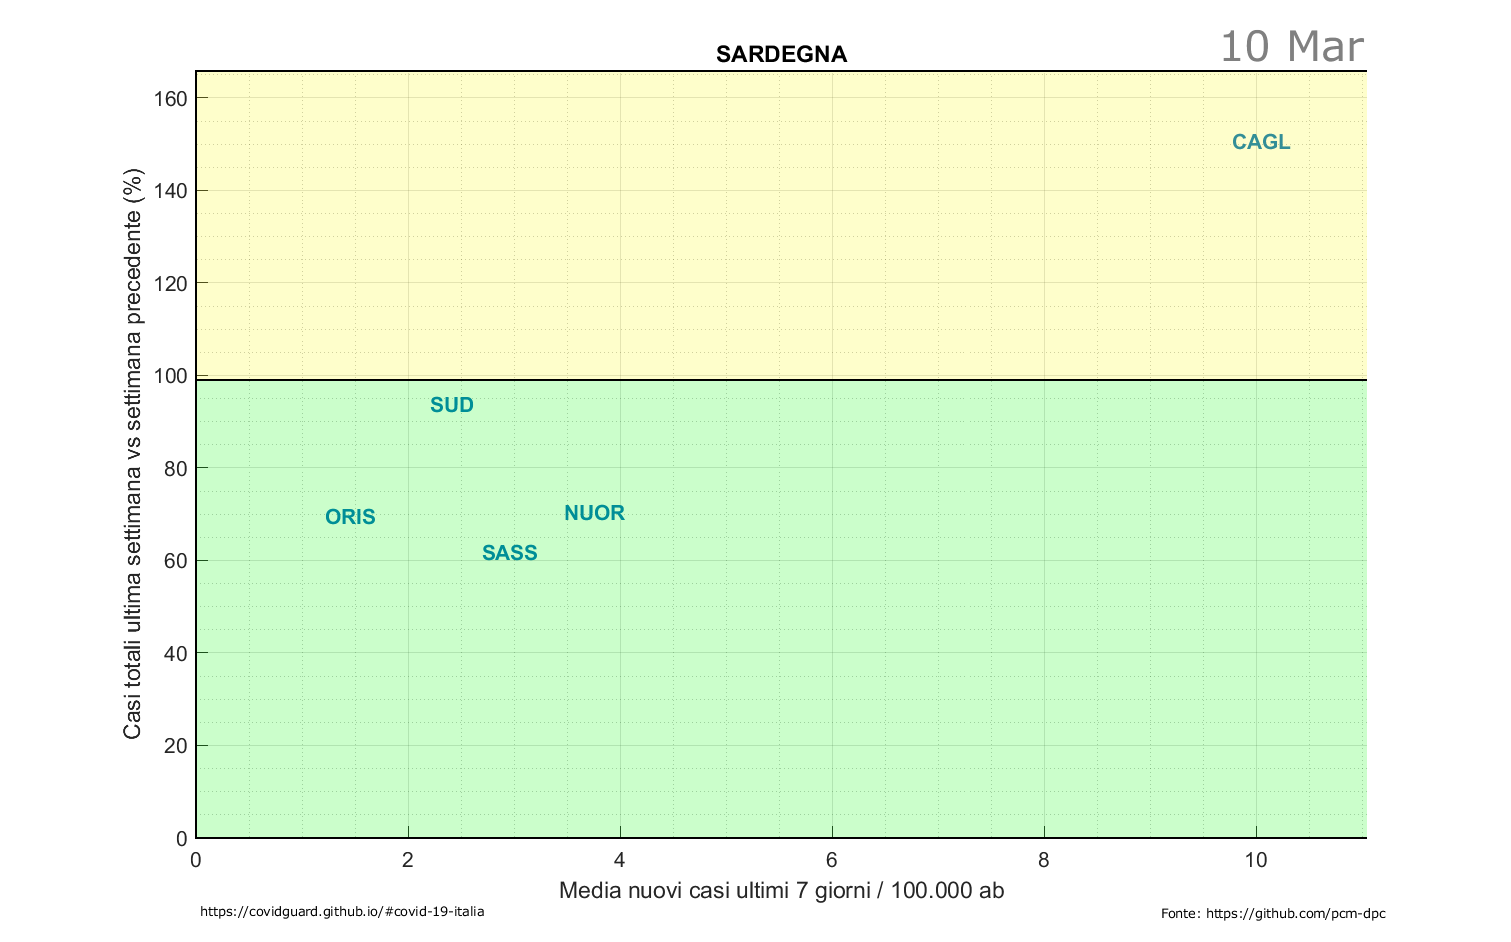 SARDEGNA
10 Mar
Casi totali ultima settimana vs settimana precedente (%)
160
140
120
100
80
60
40
20
0
CAGL
SUD
ORIS
NUOR
SASS
0 2 4 6 8 10
Media nuovi casi ultimi 7 giorni / 100.000 ab
https://covidguard.github.io/#covid-19-italia
Fonte: https://github.com/pcm-dpc